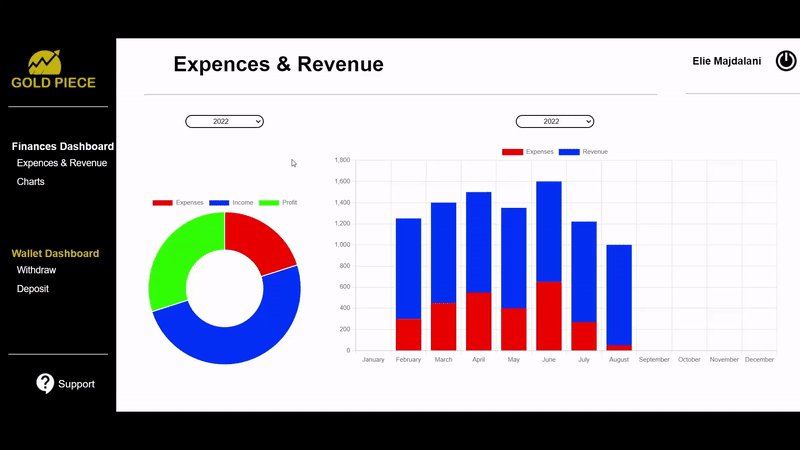 GOLD PIECE
Expences & Revenue
Elie Majdalani
Finances Dashboard
Expences & Revenue
Charts
Wallet Dashboard
Withdraw
Deposit
Support
2022
2022
Expenses Income Profit
Expenses Revenue
1,800
1,600
1,400
1,200
1,000
800
600
400
200
0
January February March April May June July August September October November December